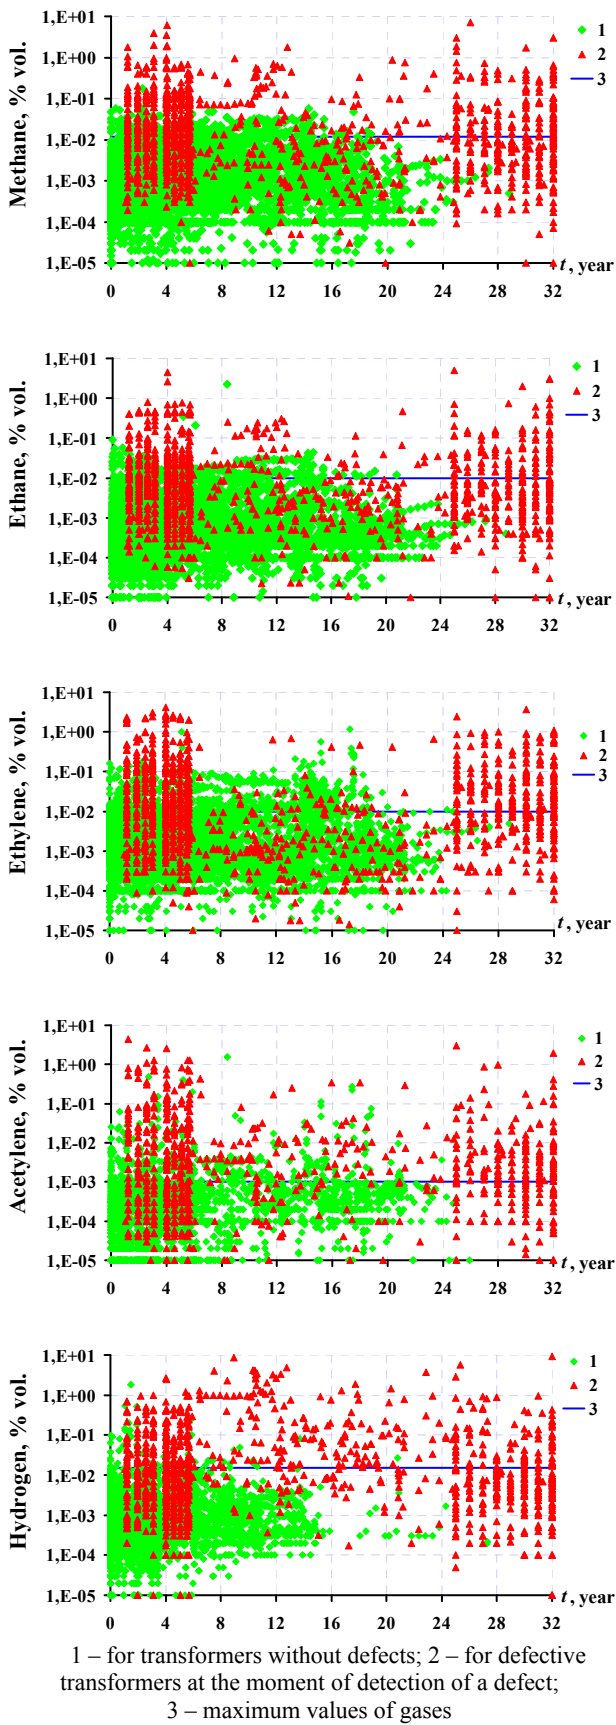 Methane, % vol.
1,E+01
1,E+00
1,E-01
1,E-02
1,E-03
1,E-04
1,E-05
0 4 8 12 16 20 24 28 32
t, year
1
2
3
Ethane, % vol.
1,E+01
1,E+00
1,E-01
1,E-02
1,E-03
1,E-04
1,E-05
0 4 8 12 16 20 24 28 32
t, year
1
2
3
Ethylene, % vol.
1,E+01
1,E+00
1,E-01
1,E-02
1,E-03
1,E-04
1,E-05
0 4 8 12 16 20 24 28 32
t, year
1
2
3
Acetylene, % vol.
1,E+01
1,E+00
1,E-01
1,E-02
1,E-03
1,E-04
1,E-05
0 4 8 12 16 20 24 28 32
t, year
1
2
3
Hydrogen, % vol.
1,E+01
1,E+00
1,E-01
1,E-02
1,E-03
1,E-04
1,E-05
0 4 8 12 16 20 24 28 32
t, year
1
2
3
1 – for transformers without defects; 2 – for defective
transformers at the moment of detection of a defect;
3 – maximum values of gases